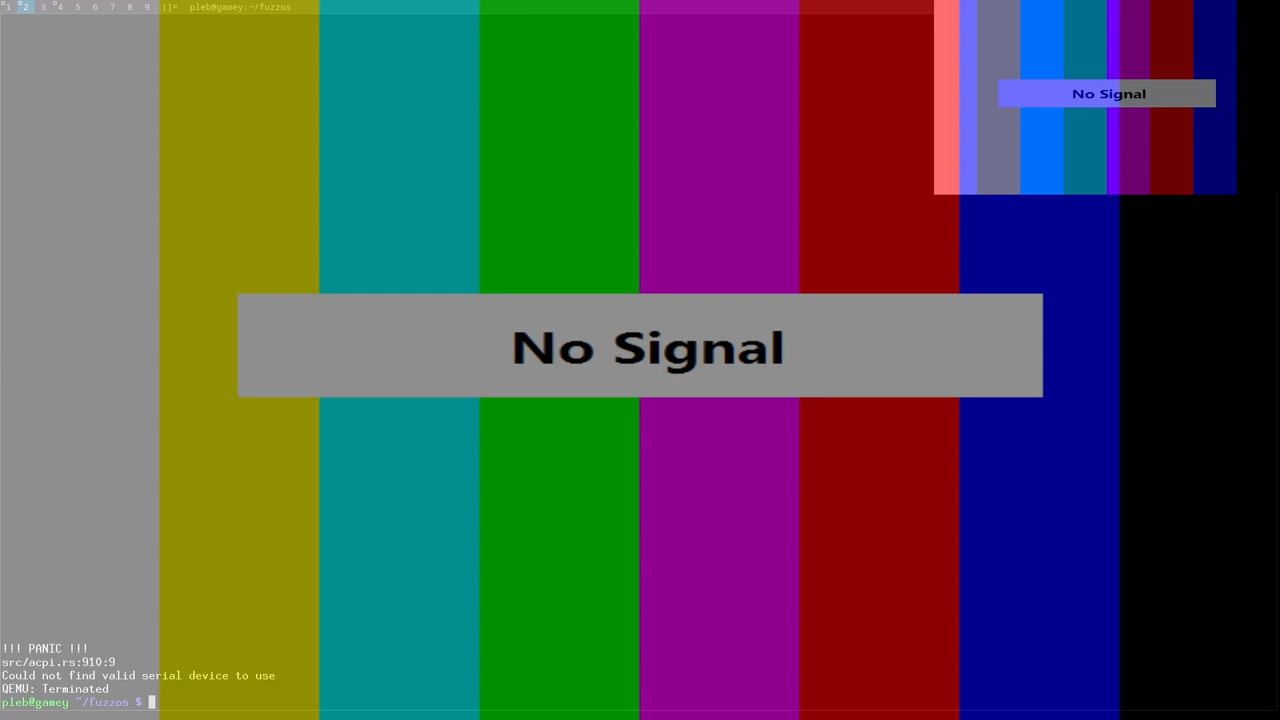 1 2 3 4 5 6 7 8 9 []= pleb@gamey:~/fuzzos
No Signal
No Signal
!!! PANIC !!!
src/acpi.rs:910:9
Could not find valid serial device to use
QEMU: Terminated
pleb@gamey ~/fuzzos $